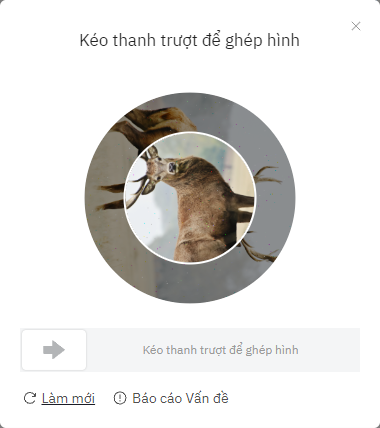 Kéo thanh trượt để ghép hình
Kéo thanh trượt để ghép hình
Làm mới
Báo cáo Vấn đề